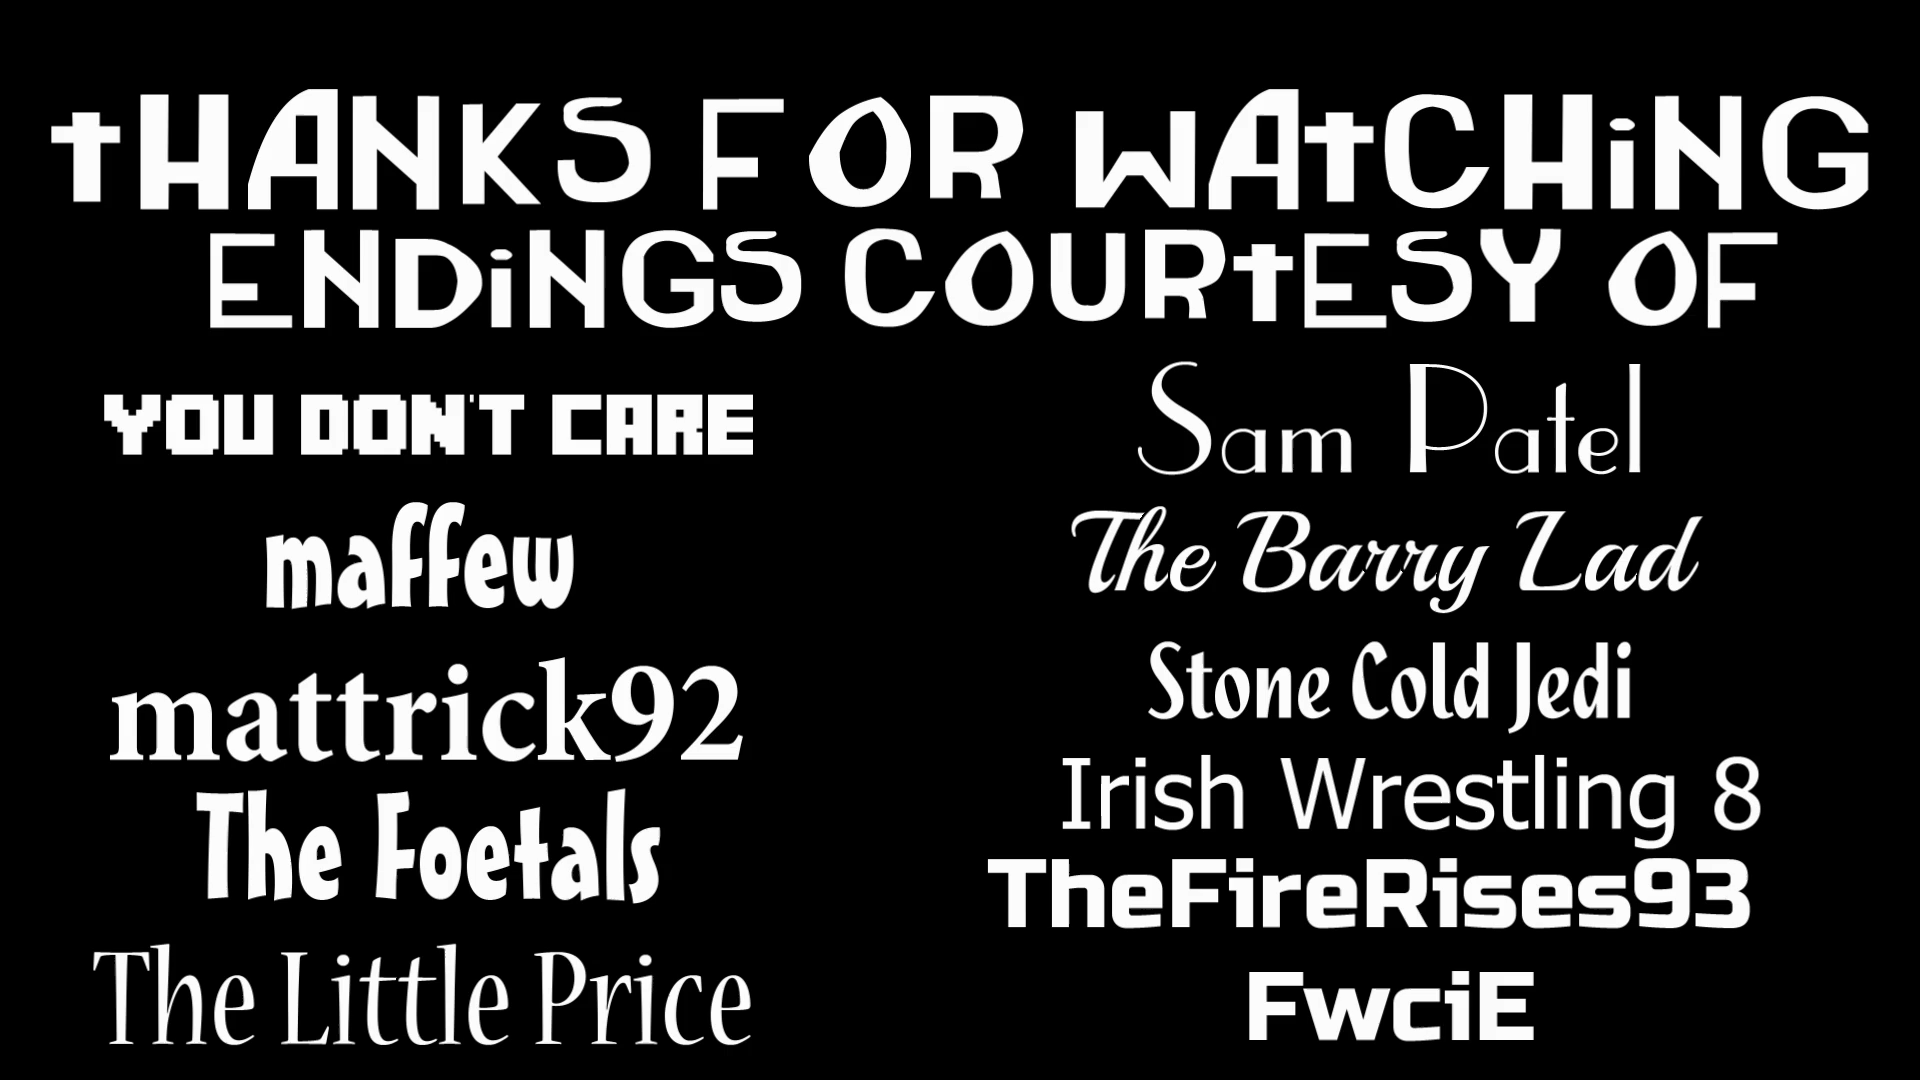 tHANKS FOR WAtCHiNG
ENDiNGS COURtESY OF
YOU DON'T CARE
maffew
mattrick92
The Foetals
The Little Price
Sam Patel
The Barry Lad
Stone Cold Jedi
Irish Wrestling 8
TheFireRises93
FwciE